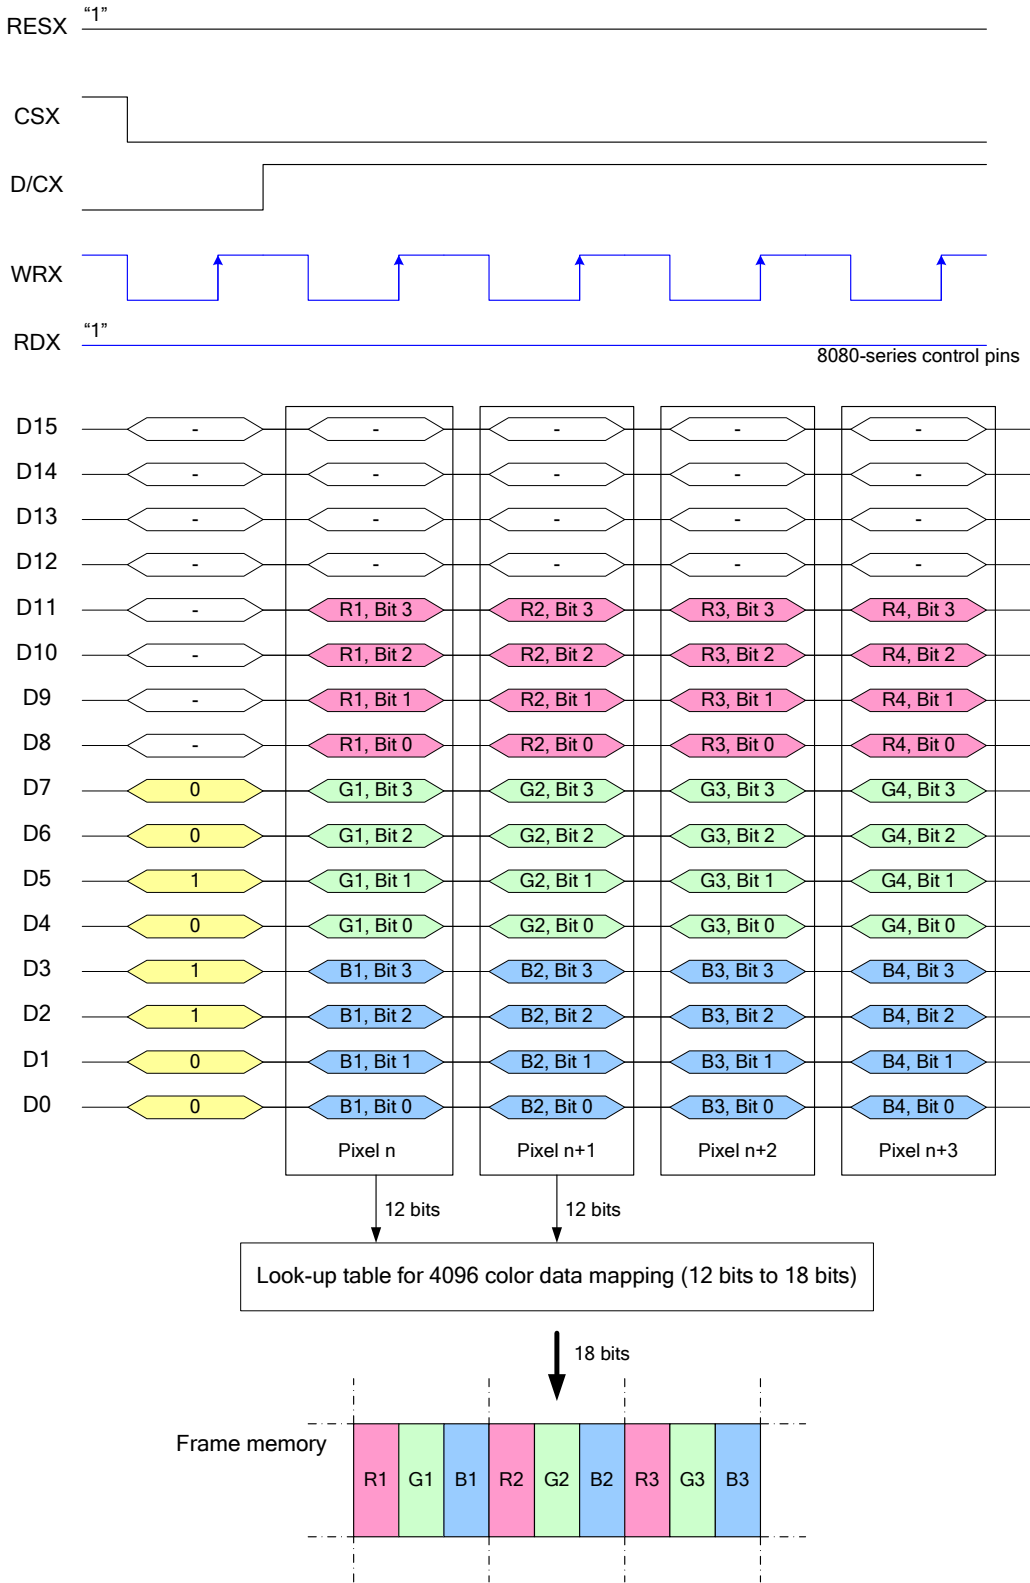 RESX “1”
CSX
D/CX
WRX
RDX “1”
8080-series control pins
D15 - - - - -
D14 - - - - -
D13 - - - - -
D12 - - - - -
D11 - R1, Bit 3 R2, Bit 3 R3, Bit 3 R4, Bit 3
D10 - R1, Bit 2 R2, Bit 2 R3, Bit 2 R4, Bit 2
D9 - R1, Bit 1 R2, Bit 1 R3, Bit 1 R4, Bit 1
D8 - R1, Bit 0 R2, Bit 0 R3, Bit 0 R4, Bit 0
D7 0 G1, Bit 3 G2, Bit 3 G3, Bit 3 G4, Bit 3
D6 0 G1, Bit 2 G2, Bit 2 G3, Bit 2 G4, Bit 2
D5 1 G1, Bit 1 G2, Bit 1 G3, Bit 1 G4, Bit 1
D4 0 G1, Bit 0 G2, Bit 0 G3, Bit 0 G4, Bit 0
D3 1 B1, Bit 3 B2, Bit 3 B3, Bit 3 B4, Bit 3
D2 1 B1, Bit 2 B2, Bit 2 B3, Bit 2 B4, Bit 2
D1 0 B1, Bit 1 B2, Bit 1 B3, Bit 1 B4, Bit 1
D0 0 B1, Bit 0 B2, Bit 0 B3, Bit 0 B4, Bit 0
Pixel n Pixel n+1 Pixel n+2 Pixel n+3
12 bits 12 bits
Look-up table for 4096 color data mapping (12 bits to 18 bits)
18 bits
Frame memory
R1 G1 B1 R2 G2 B2 R3 G3 B3